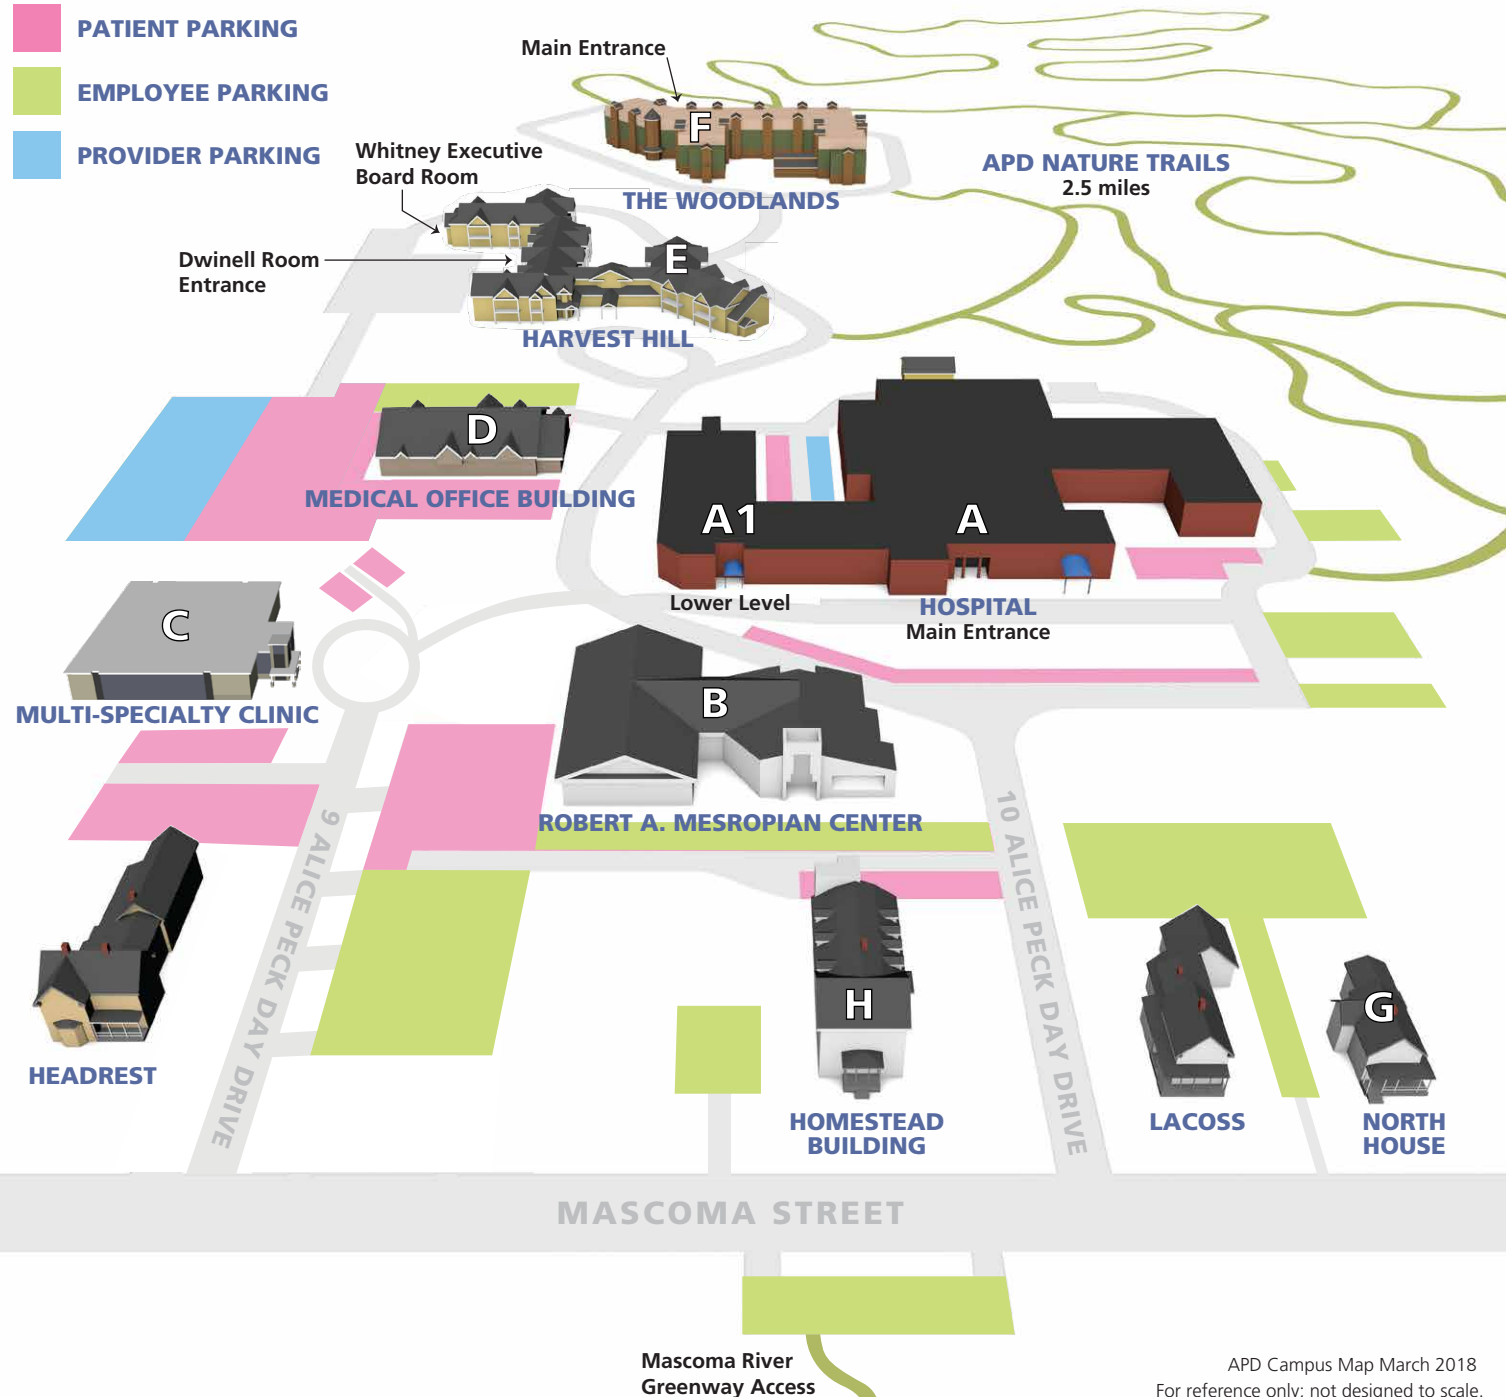 PATIENT PARKING
EMPLOYEE PARKING
PROVIDER PARKING
Main Entrance
F
THE WOODLANDS
APD NATURE TRAILS
2.5 miles
Whitney Executive
Board Room
Dwinell Room
Entrance
E
HARVEST HILL
D
MEDICAL OFFICE BUILDING
A1
A
Lower Level
HOSPITAL
Main Entrance
C
MULTI-SPECIALTY CLINIC
B
ROBERT A. MESROPIAN CENTER
9 ALICE PECK DAY DRIVE
10 ALICE PECK DAY DRIVE
HEADREST
H
HOMESTEAD
BUILDING
LACOSS
G
NORTH
HOUSE
MASCOMA STREET
Mascoma River
Greenway Access
APD Campus Map March 2018
For reference only; not designed to scale.